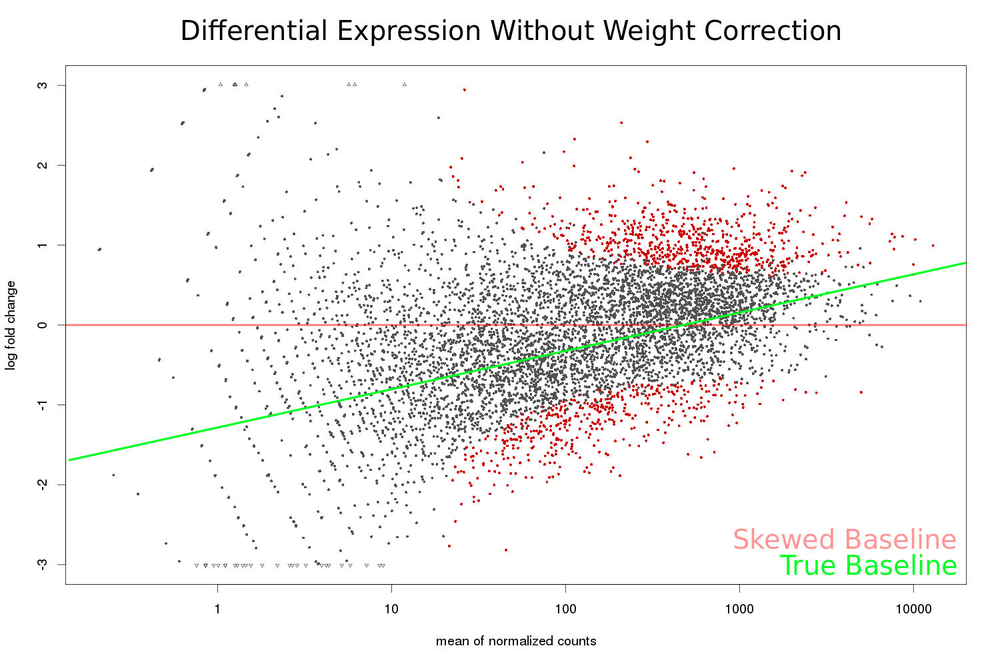 Differential Expression Without Weight Correction
3
2
1
0
-1
-2
-3
log fold change
Skewed Baseline
True Baseline
1 10 100 1000 10000
mean of normalized counts